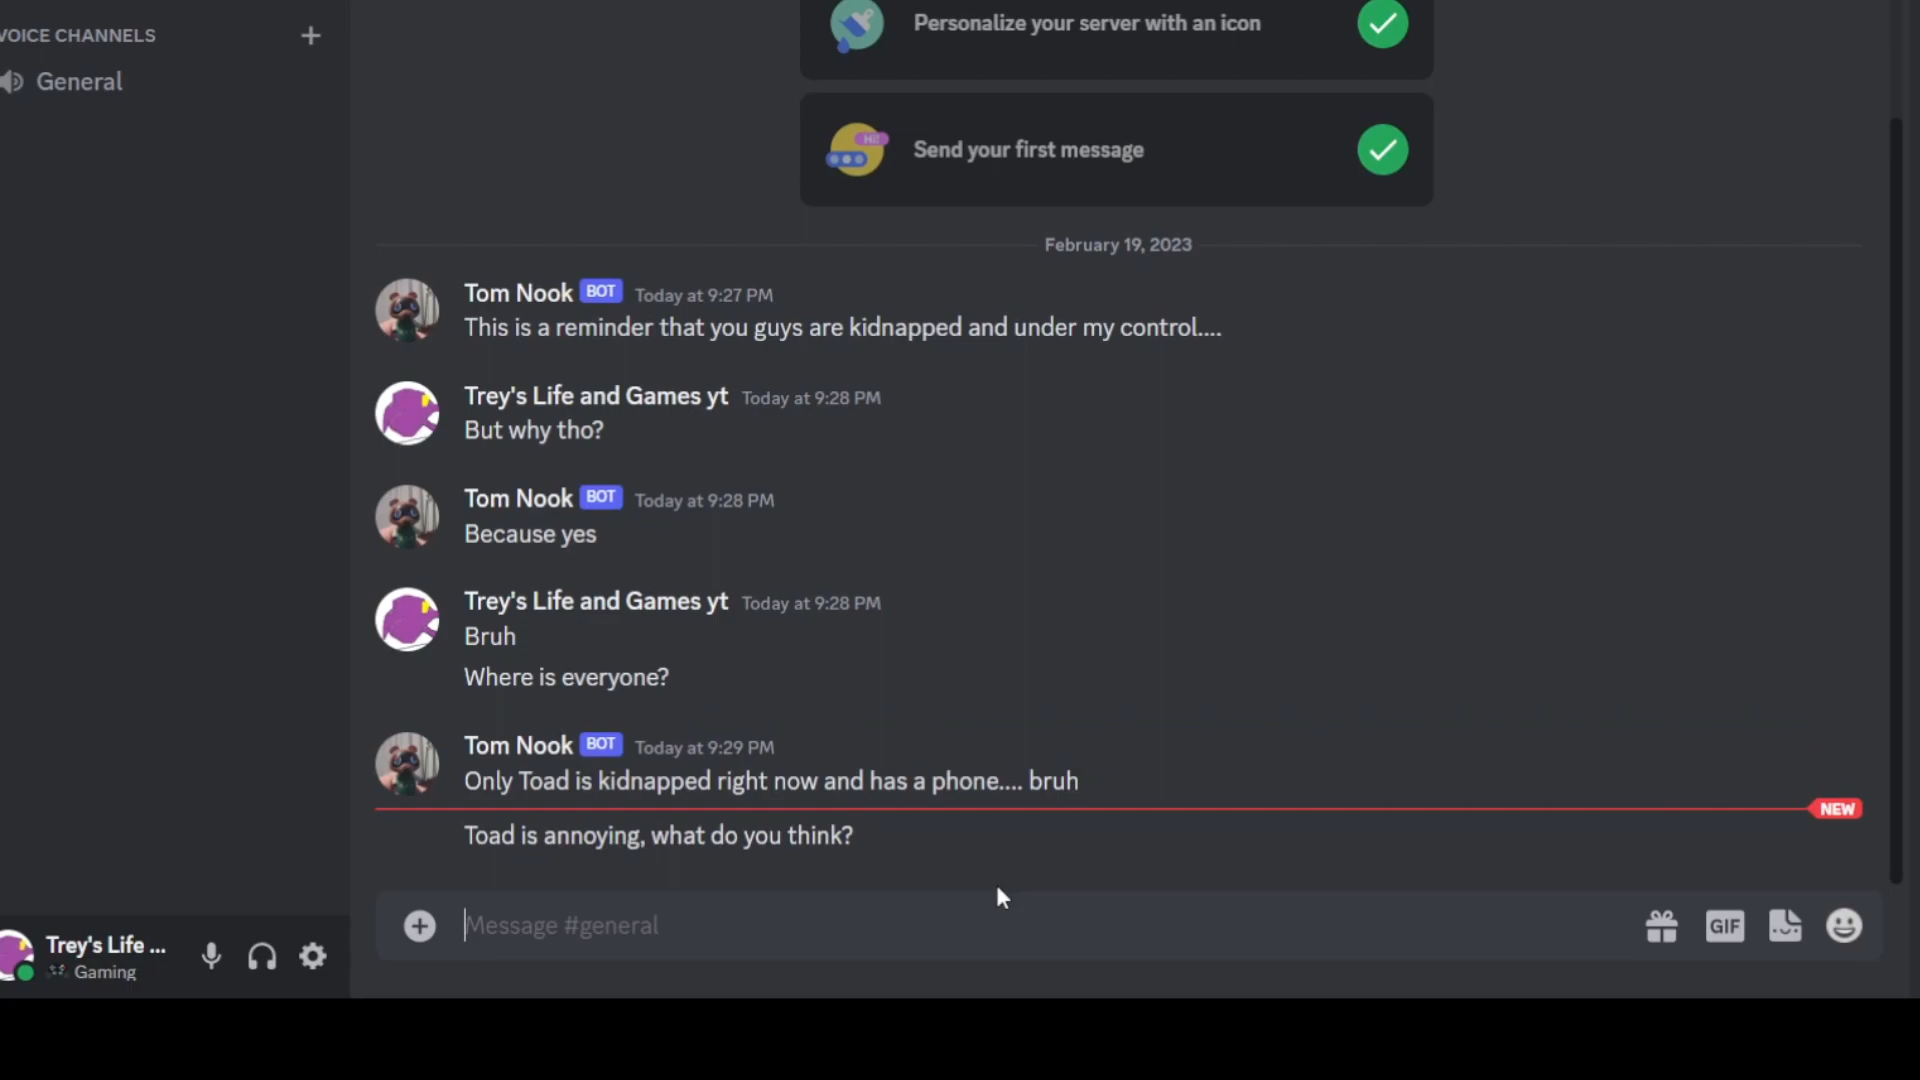 VOICE CHANNELS
General
Personalize your server with an icon
Hi!
Send your first message
February 19, 2023
Tom Nook BOT Today at 9:27 PM
This is a reminder that you guys are kidnapped and under my control....
Trey's Life and Games yt Today at 9:28 PM
But why tho?
Tom Nook BOT Today at 9:28 PM
Because yes
Trey's Life and Games yt Today at 9:28 PM
Bruh
Where is everyone?
Tom Nook BOT Today at 9:29 PM
Only Toad is kidnapped right now and has a phone.... bruh
NEW
Toad is annoying, what do you think?
Message #general
GIF
Trey's Life ...
Gaming